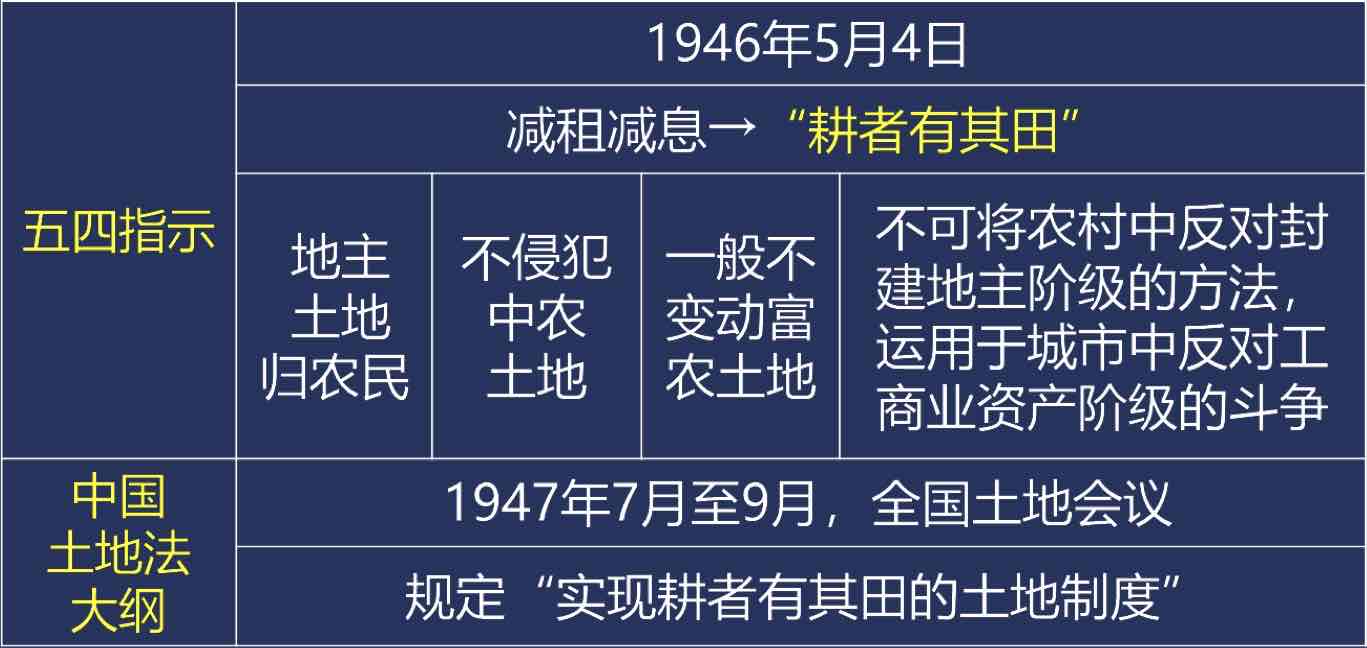 五四指示
1946年5月4日
减租减息→“耕者有其田”
地主
土地
归农民
不侵犯
中农
土地
一般不
变动富
农土地
不可将农村中反对封
建地主阶级的方法，
运用于城市中反对工
商业资产阶级的斗争
中国
土地法
大纲
1947年7月至9月，全国土地会议
规定“实现耕者有其田的土地制度”